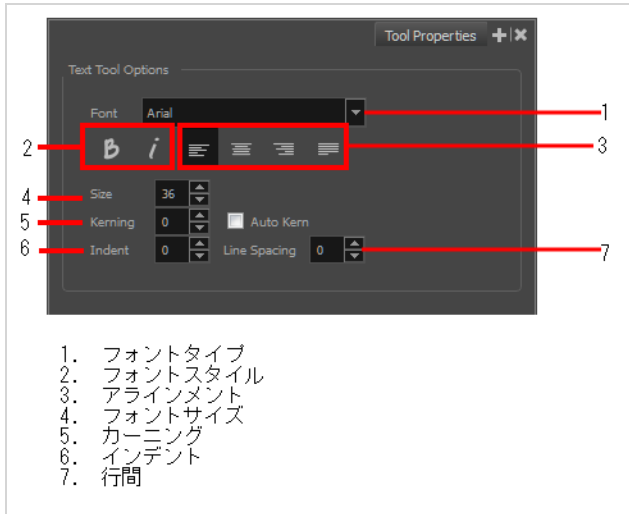 Tool Properties
Text Tool Options
Font Arial
1
2
B i
3
4
Size 36
5
Kerning 0 Auto Kern
6
Indent 0 Line Spacing 0
7
1. フォントタイプ
2. フォントスタイル
3. アラインメント
4. フォントサイズ
5. カーニング
6. インデント
7. 行間